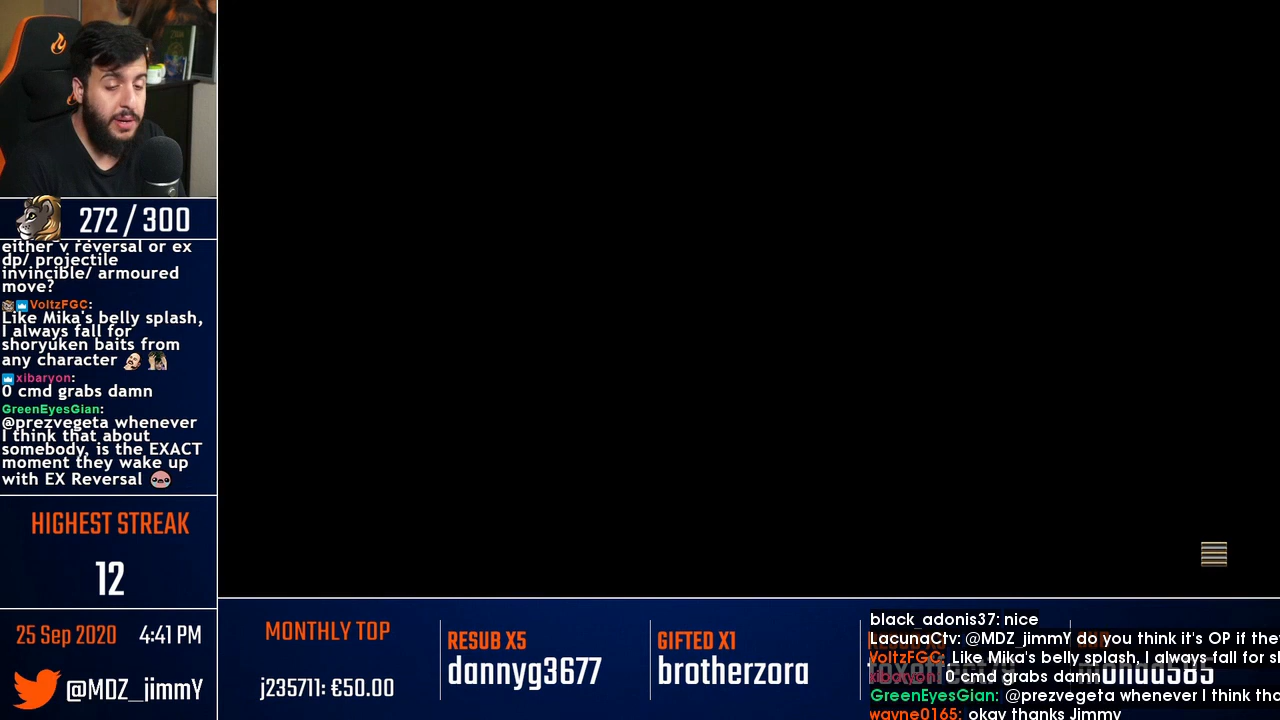 272 / 300
either v reversal or ex
dp/ projectile
invincible/ armoured
move?
VoltzFGC:
Like Mika's belly splash,
I always fall for
shoryuken baits from
any character
xibaryon:
0 cmd grabs damn
GreenEyesGian:
@prezvegeta whenever
I think that about
somebody, is the EXACT
moment they wake up
with EX Reversal
HIGHEST STREAK
12
25 Sep 2020 4:41 PM
@MDZ_jimmY
MONTHLY TOP
j235711: €50.00
RESUB X5
dannyg3677
GIFTED X1
brotherzora
black_adonis37: nice
LacunaCtv: @MDZ_jimmY do you think it's OP if the
VoltzFGC: Like Mika's belly splash, I always fall for
xibaryon: 0 cmd grabs damn
GreenEyesGian: @prezvegeta whenever I think
wayne0165: okay thanks Jimmy